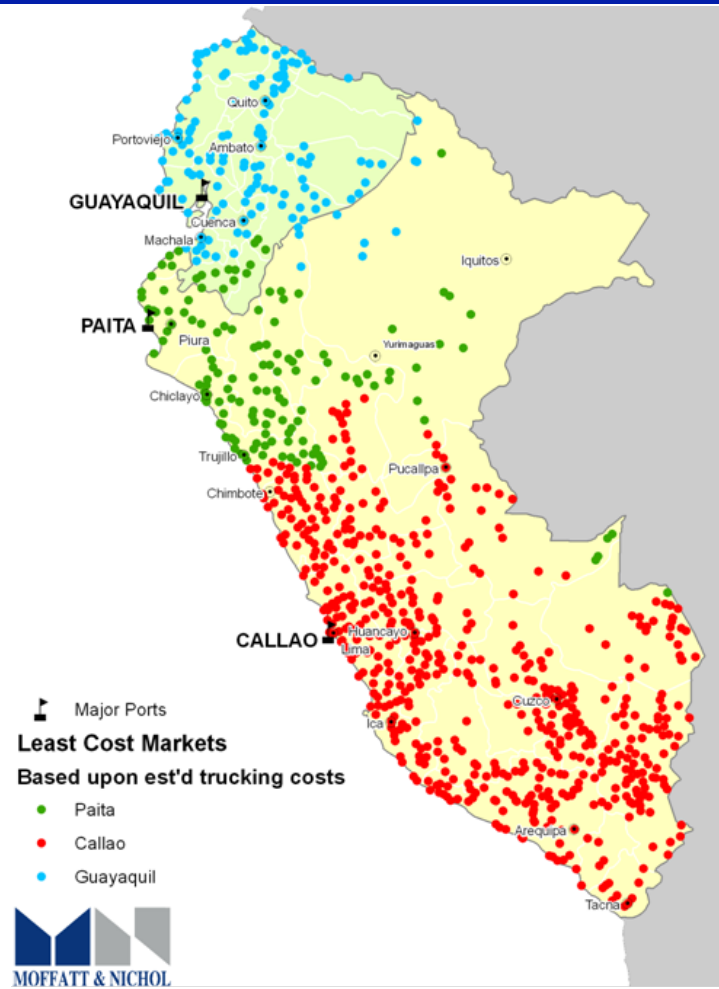 Quito
Portoviejo
Ambato
GUAYAQUIL
Cuenca
Machala
Iquitos
PAITA
Piura
Yurimaguas
Chiclayo
Trujillo
Pucallpa
Chimbote
CALLAO
Huancayo
Lima
Cuzco
Ica
Arequipa
Tacna
Major Ports
Least Cost Markets
Based upon est'd trucking costs
Paita
Callao
Guayaquil
MOFFATT & NICHOL